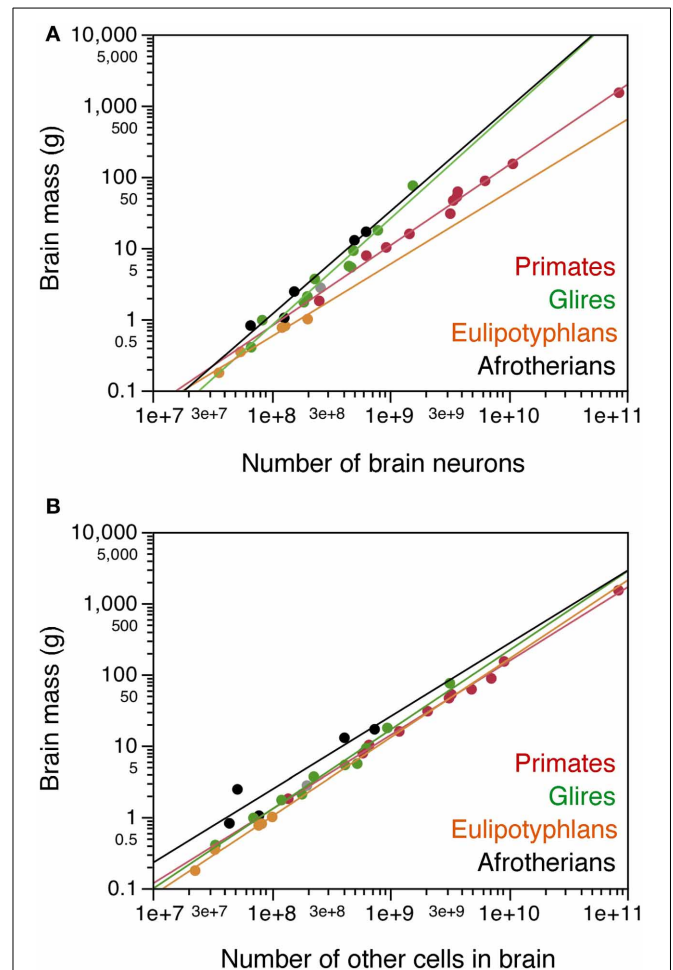 A
10,000
5,000
1,000
500
100
50
10
5
1
0.5
0.1
Brain mass (g)
Primates
Glires
Eulipotyphlans
Afrotherians
1e+7 3e+7 1e+8 3e+8 1e+9 3e+9 1e+10 1e+11
Number of brain neurons
B
10,000
5,000
1,000
500
100
50
10
5
1
0.5
0.1
Brain mass (g)
Primates
Glires
Eulipotyphlans
Afrotherians
1e+7 3e+7 1e+8 3e+8 1e+9 3e+9 1e+10 1e+11
Number of other cells in brain